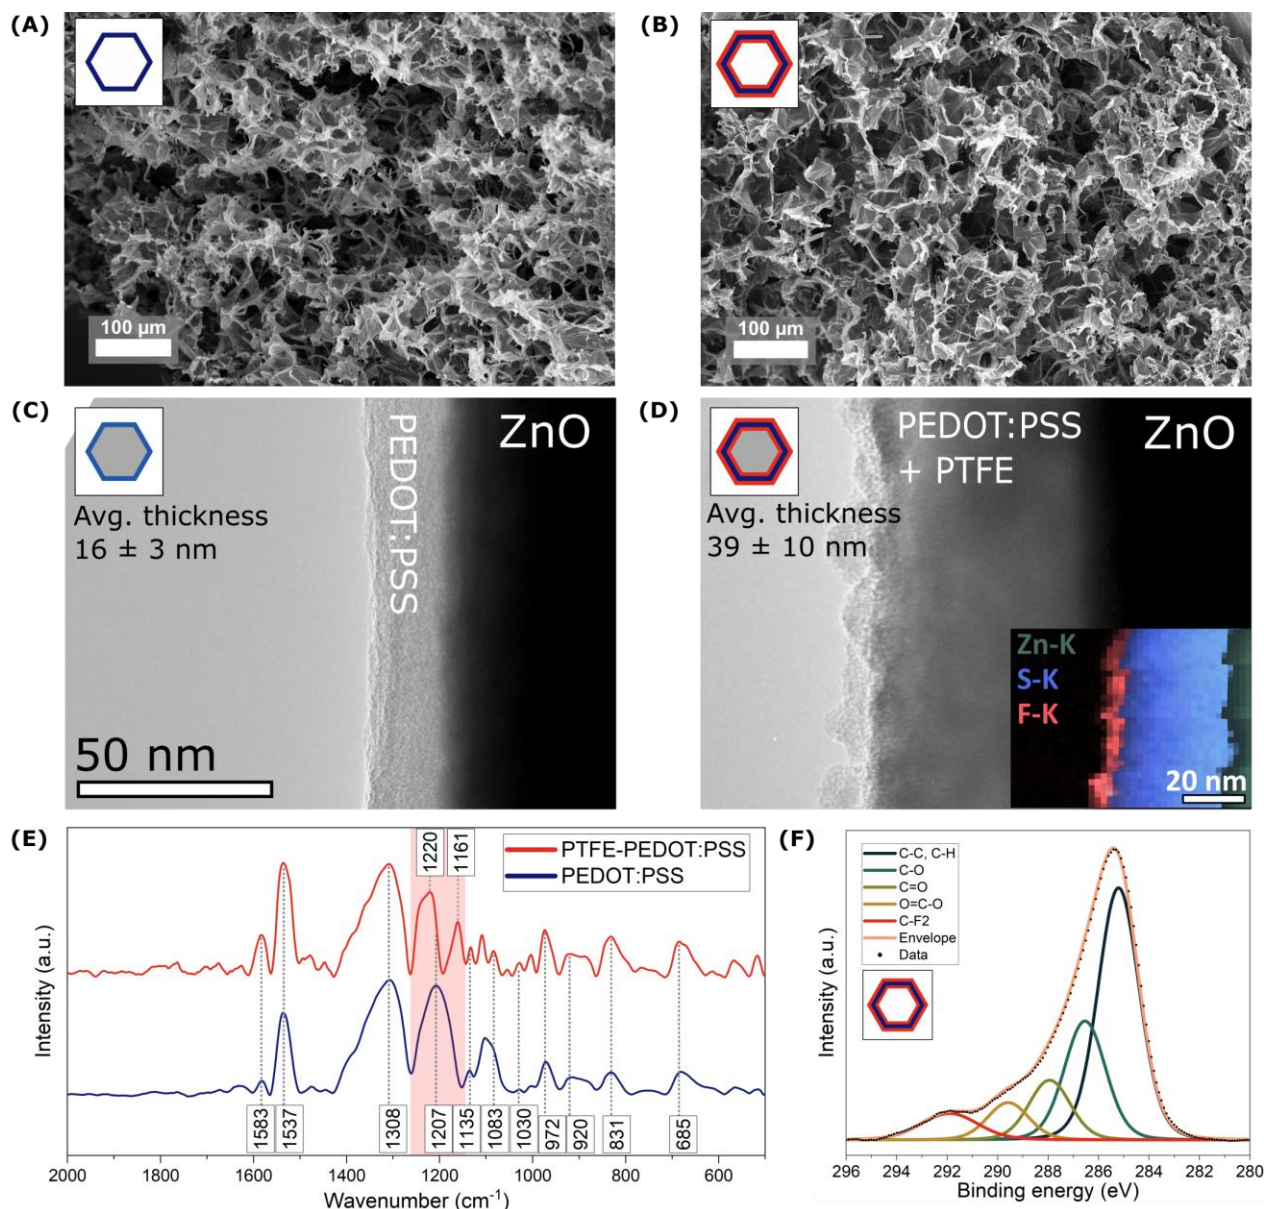 (A)
100 µm
(B)
100 µm
(C)
Avg. thickness
16 ± 3 nm
PEDOT:PSS
ZnO
50 nm
(D)
Avg. thickness
39 ± 10 nm
PEDOT:PSS
+ PTFE
ZnO
Zn-K
S-K
F-K
20 nm
(E)
PTFE-PEDOT:PSS
PEDOT:PSS
1220
1161
1583
1537
1308
1207
1135
1083
1030
972
920
831
685
2000
1800
1600
1400
1200
1000
800
600
Intensity (a.u.)
Wavenumber (cm⁻¹)
(F)
C-C, C-H
C-O
C=O
O=C-O
C-F2
Envelope
Data
296
294
292
290
288
286
284
282
280
Intensity (a.u.)
Binding energy (eV)